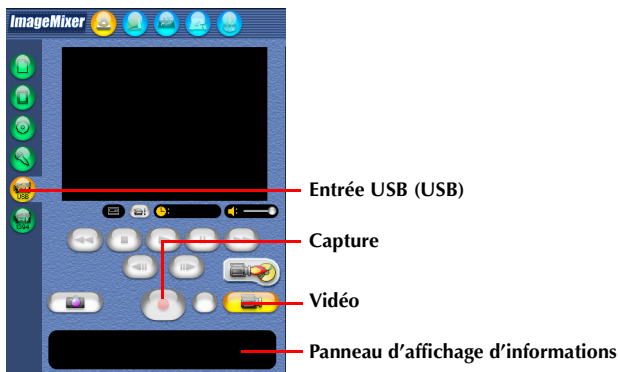 ImageMixer
USB
1394
Entrée USB (USB)
Capture
Vidéo
Panneau d'affichage d'informations